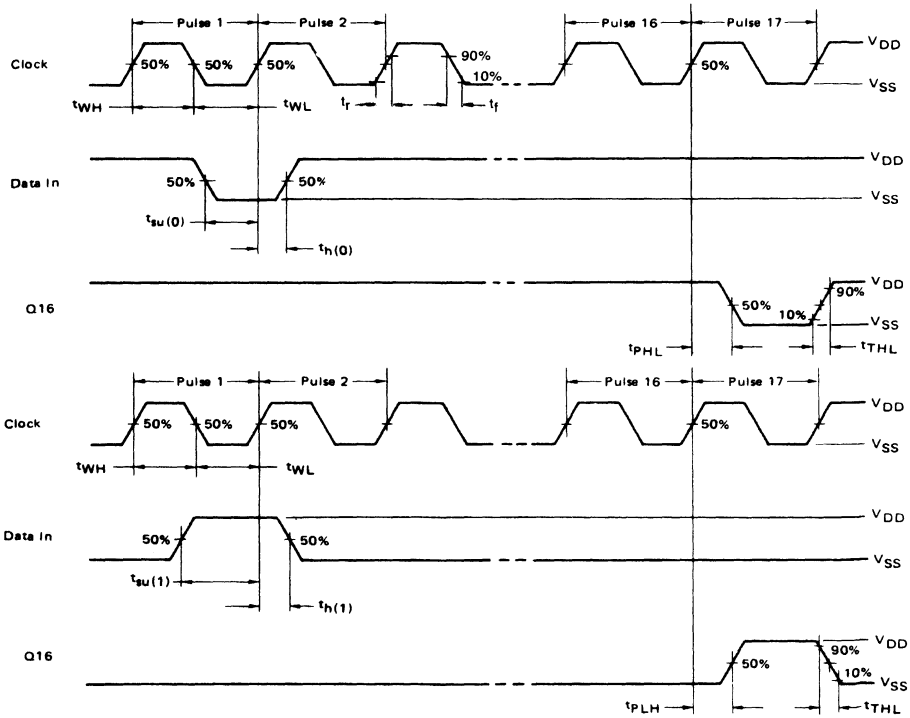 Pulse 1 Pulse 2 Pulse 16 Pulse 17
Clock 50% 50% 50% 90% 10% 50% VDD VSS
tWH tWL tr tf
Data In 50% 50% VDD VSS
tsu(0) th(0)
Q16 50% 10% 90% VDD VSS
tPHL tTHL
Pulse 1 Pulse 2 Pulse 16 Pulse 17
Clock 50% 50% 50% 50% VDD VSS
tWH tWL
Data In 50% 50% VDD VSS
tsu(1) th(1)
Q16 50% 90% 10% VDD VSS
tPLH tTHL